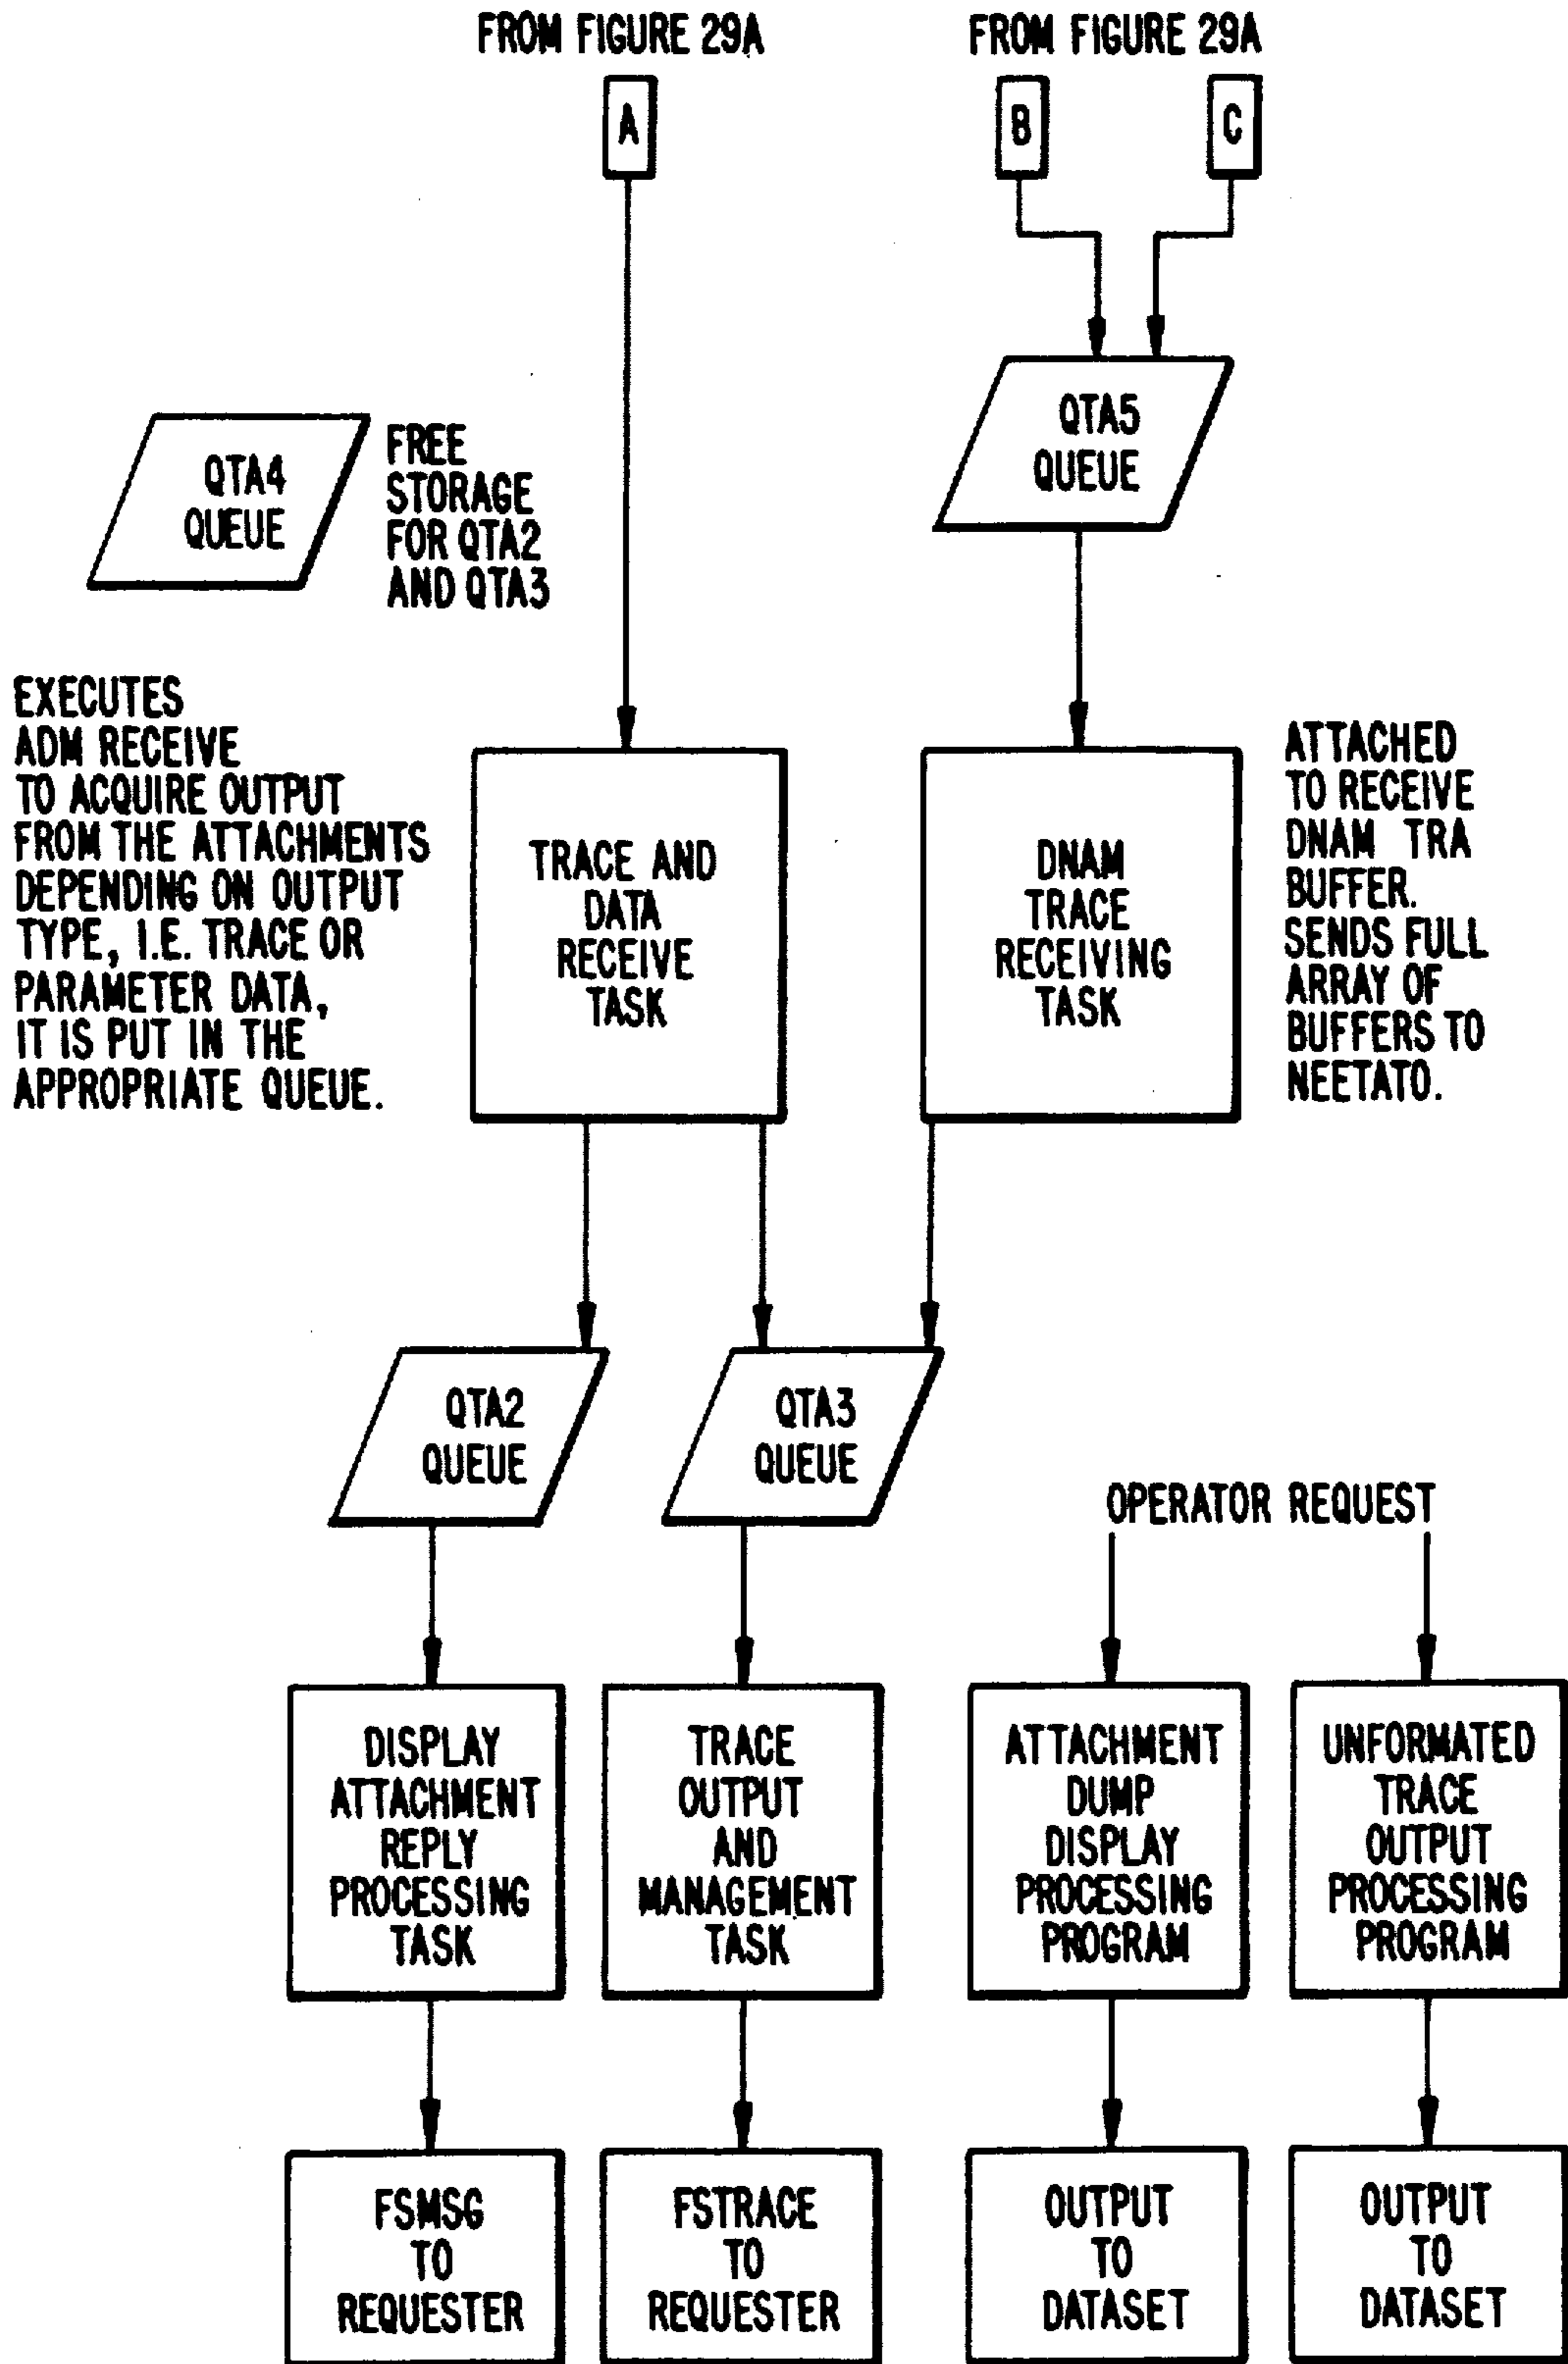 FROM FIGURE 29A
FROM FIGURE 29A
A
B
C
QTA4
QUEUE
FREE
STORAGE
FOR QTA2
AND QTA3
QTA5
QUEUE
EXECUTES
ADM RECEIVE
TO ACQUIRE OUTPUT
FROM THE ATTACHMENTS
DEPENDING ON OUTPUT
TYPE, I.E. TRACE OR
PARAMETER DATA,
IT IS PUT IN THE
APPROPRIATE QUEUE.
TRACE AND
DATA
RECEIVE
TASK
DNAM
TRACE
RECEIVING
TASK
ATTACHED
TO RECEIVE
DNAM TRA
BUFFER.
SENDS FULL
ARRAY OF
BUFFERS TO
NEETATO.
QTA2
QUEUE
QTA3
QUEUE
OPERATOR REQUEST
DISPLAY
ATTACHMENT
REPLY
PROCESSING
TASK
TRACE
OUTPUT
AND
MANAGEMENT
TASK
ATTACHMENT
DUMP
DISPLAY
PROCESSING
PROGRAM
UNFORMATED
TRACE
OUTPUT
PROCESSING
PROGRAM
FSMSG
TO
REQUESTER
FSTRACE
TO
REQUESTER
OUTPUT
TO
DATASET
OUTPUT
TO
DATASET